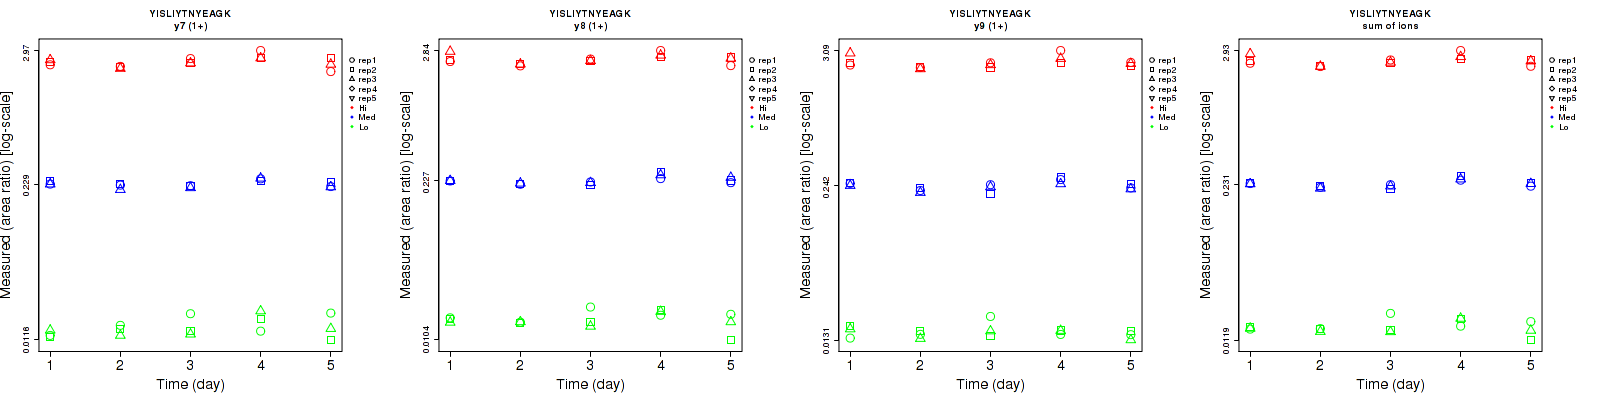 YISLIYTNYEAGK
y7 (1+)
Measured (area ratio) [log-scale]
2.97
0.229
0.0116
1 2 3 4 5
Time (day)
rep1
rep2
rep3
rep4
rep5
Hi
Med
Lo
YISLIYTNYEAGK
y8 (1+)
Measured (area ratio) [log-scale]
2.84
0.227
0.0104
1 2 3 4 5
Time (day)
rep1
rep2
rep3
rep4
rep5
Hi
Med
Lo
YISLIYTNYEAGK
y9 (1+)
Measured (area ratio) [log-scale]
3.09
0.242
0.0131
1 2 3 4 5
Time (day)
rep1
rep2
rep3
rep4
rep5
Hi
Med
Lo
YISLIYTNYEAGK
sum of ions
Measured (area ratio) [log-scale]
2.93
0.231
0.0119
1 2 3 4 5
Time (day)
rep1
rep2
rep3
rep4
rep5
Hi
Med
Lo